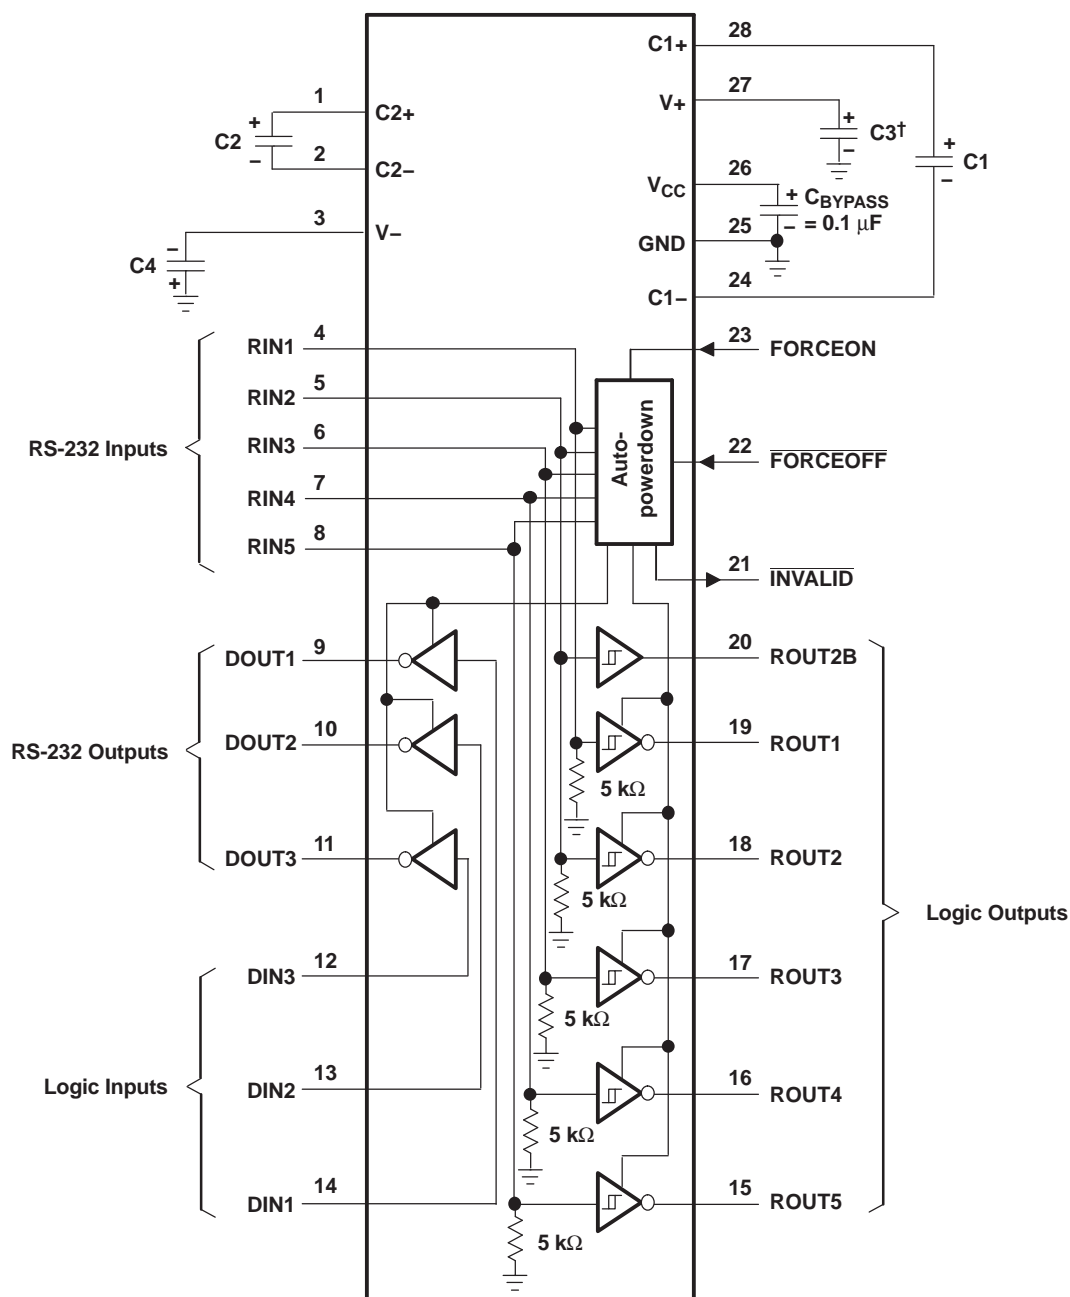 28
C1+
27
V+
1
C2+
+
C2
–
2
C2–
+
C3†
–
+
C1
–
26
VCC
+ CBYPASS
– = 0.1 μF
25
GND
3
V–
–
C4
+
24
C1–
4
RIN1
23
FORCEON
5
RIN2
6
RIN3
RS-232 Inputs
Auto-
powerdown
22
FORCEOFF
7
RIN4
8
RIN5
21
INVALID
9
DOUT1
20
ROUT2B
10
DOUT2
RS-232 Outputs
19
ROUT1
5 kΩ
11
DOUT3
18
ROUT2
5 kΩ
Logic Outputs
12
DIN3
17
ROUT3
5 kΩ
13
DIN2
Logic Inputs
16
ROUT4
5 kΩ
14
DIN1
15
ROUT5
5 kΩ